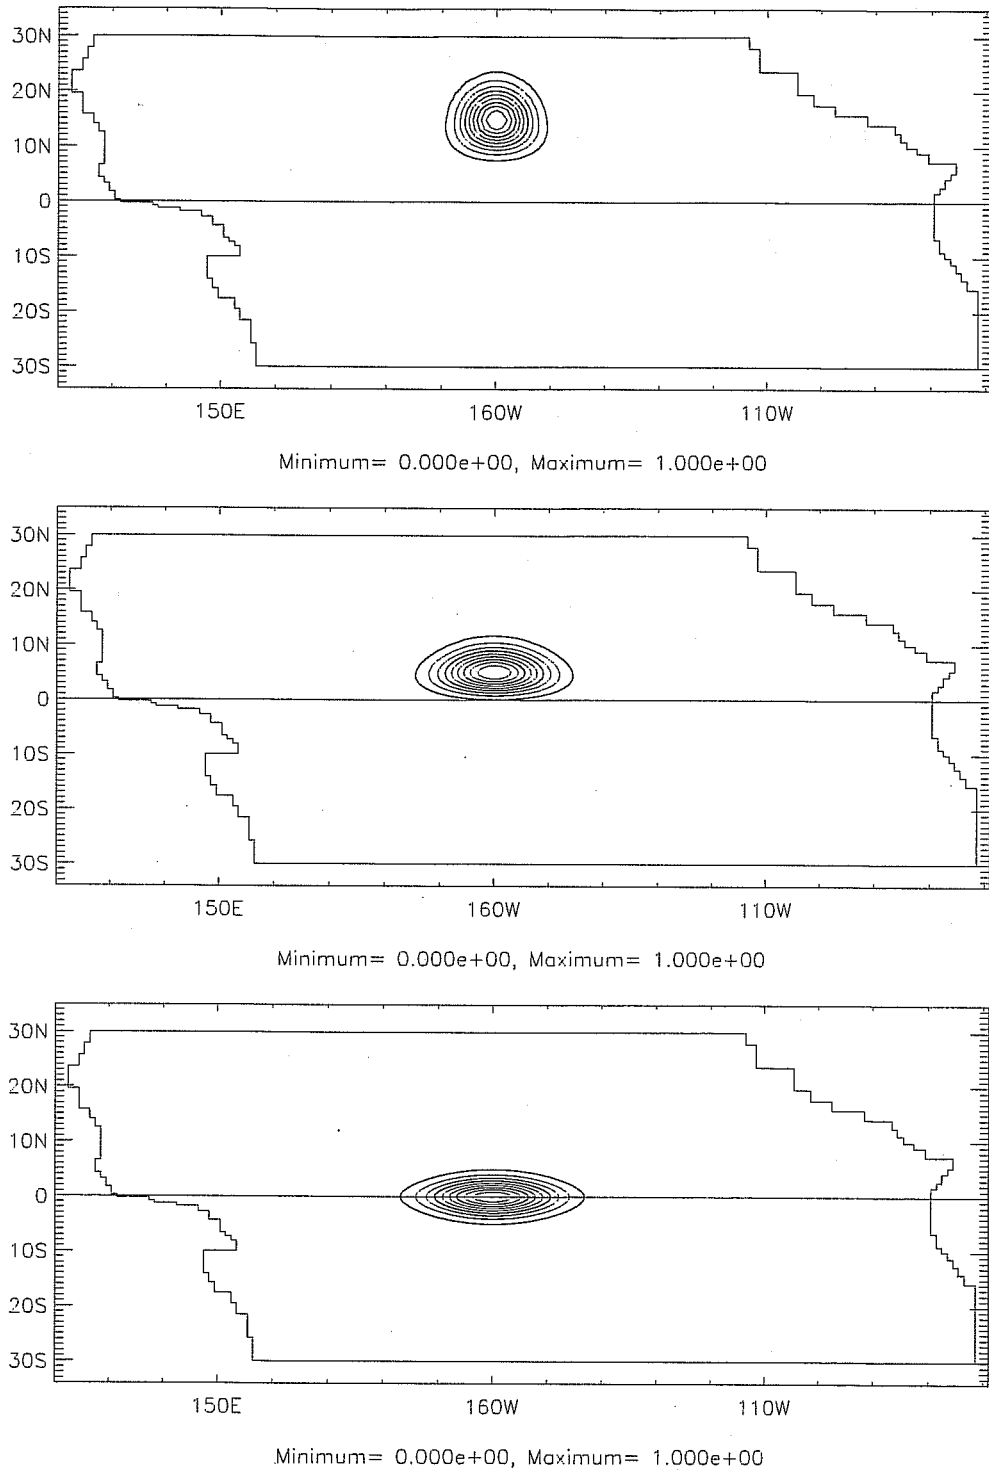 30N
20N
10N
0
10S
20S
30S
150E 160W 110W
Minimum= 0.000e+00, Maximum= 1.000e+00
30N
20N
10N
0
10S
20S
30S
150E 160W 110W
Minimum= 0.000e+00, Maximum= 1.000e+00
30N
20N
10N
0
10S
20S
30S
150E 160W 110W
Minimum= 0.000e+00, Maximum= 1.000e+00